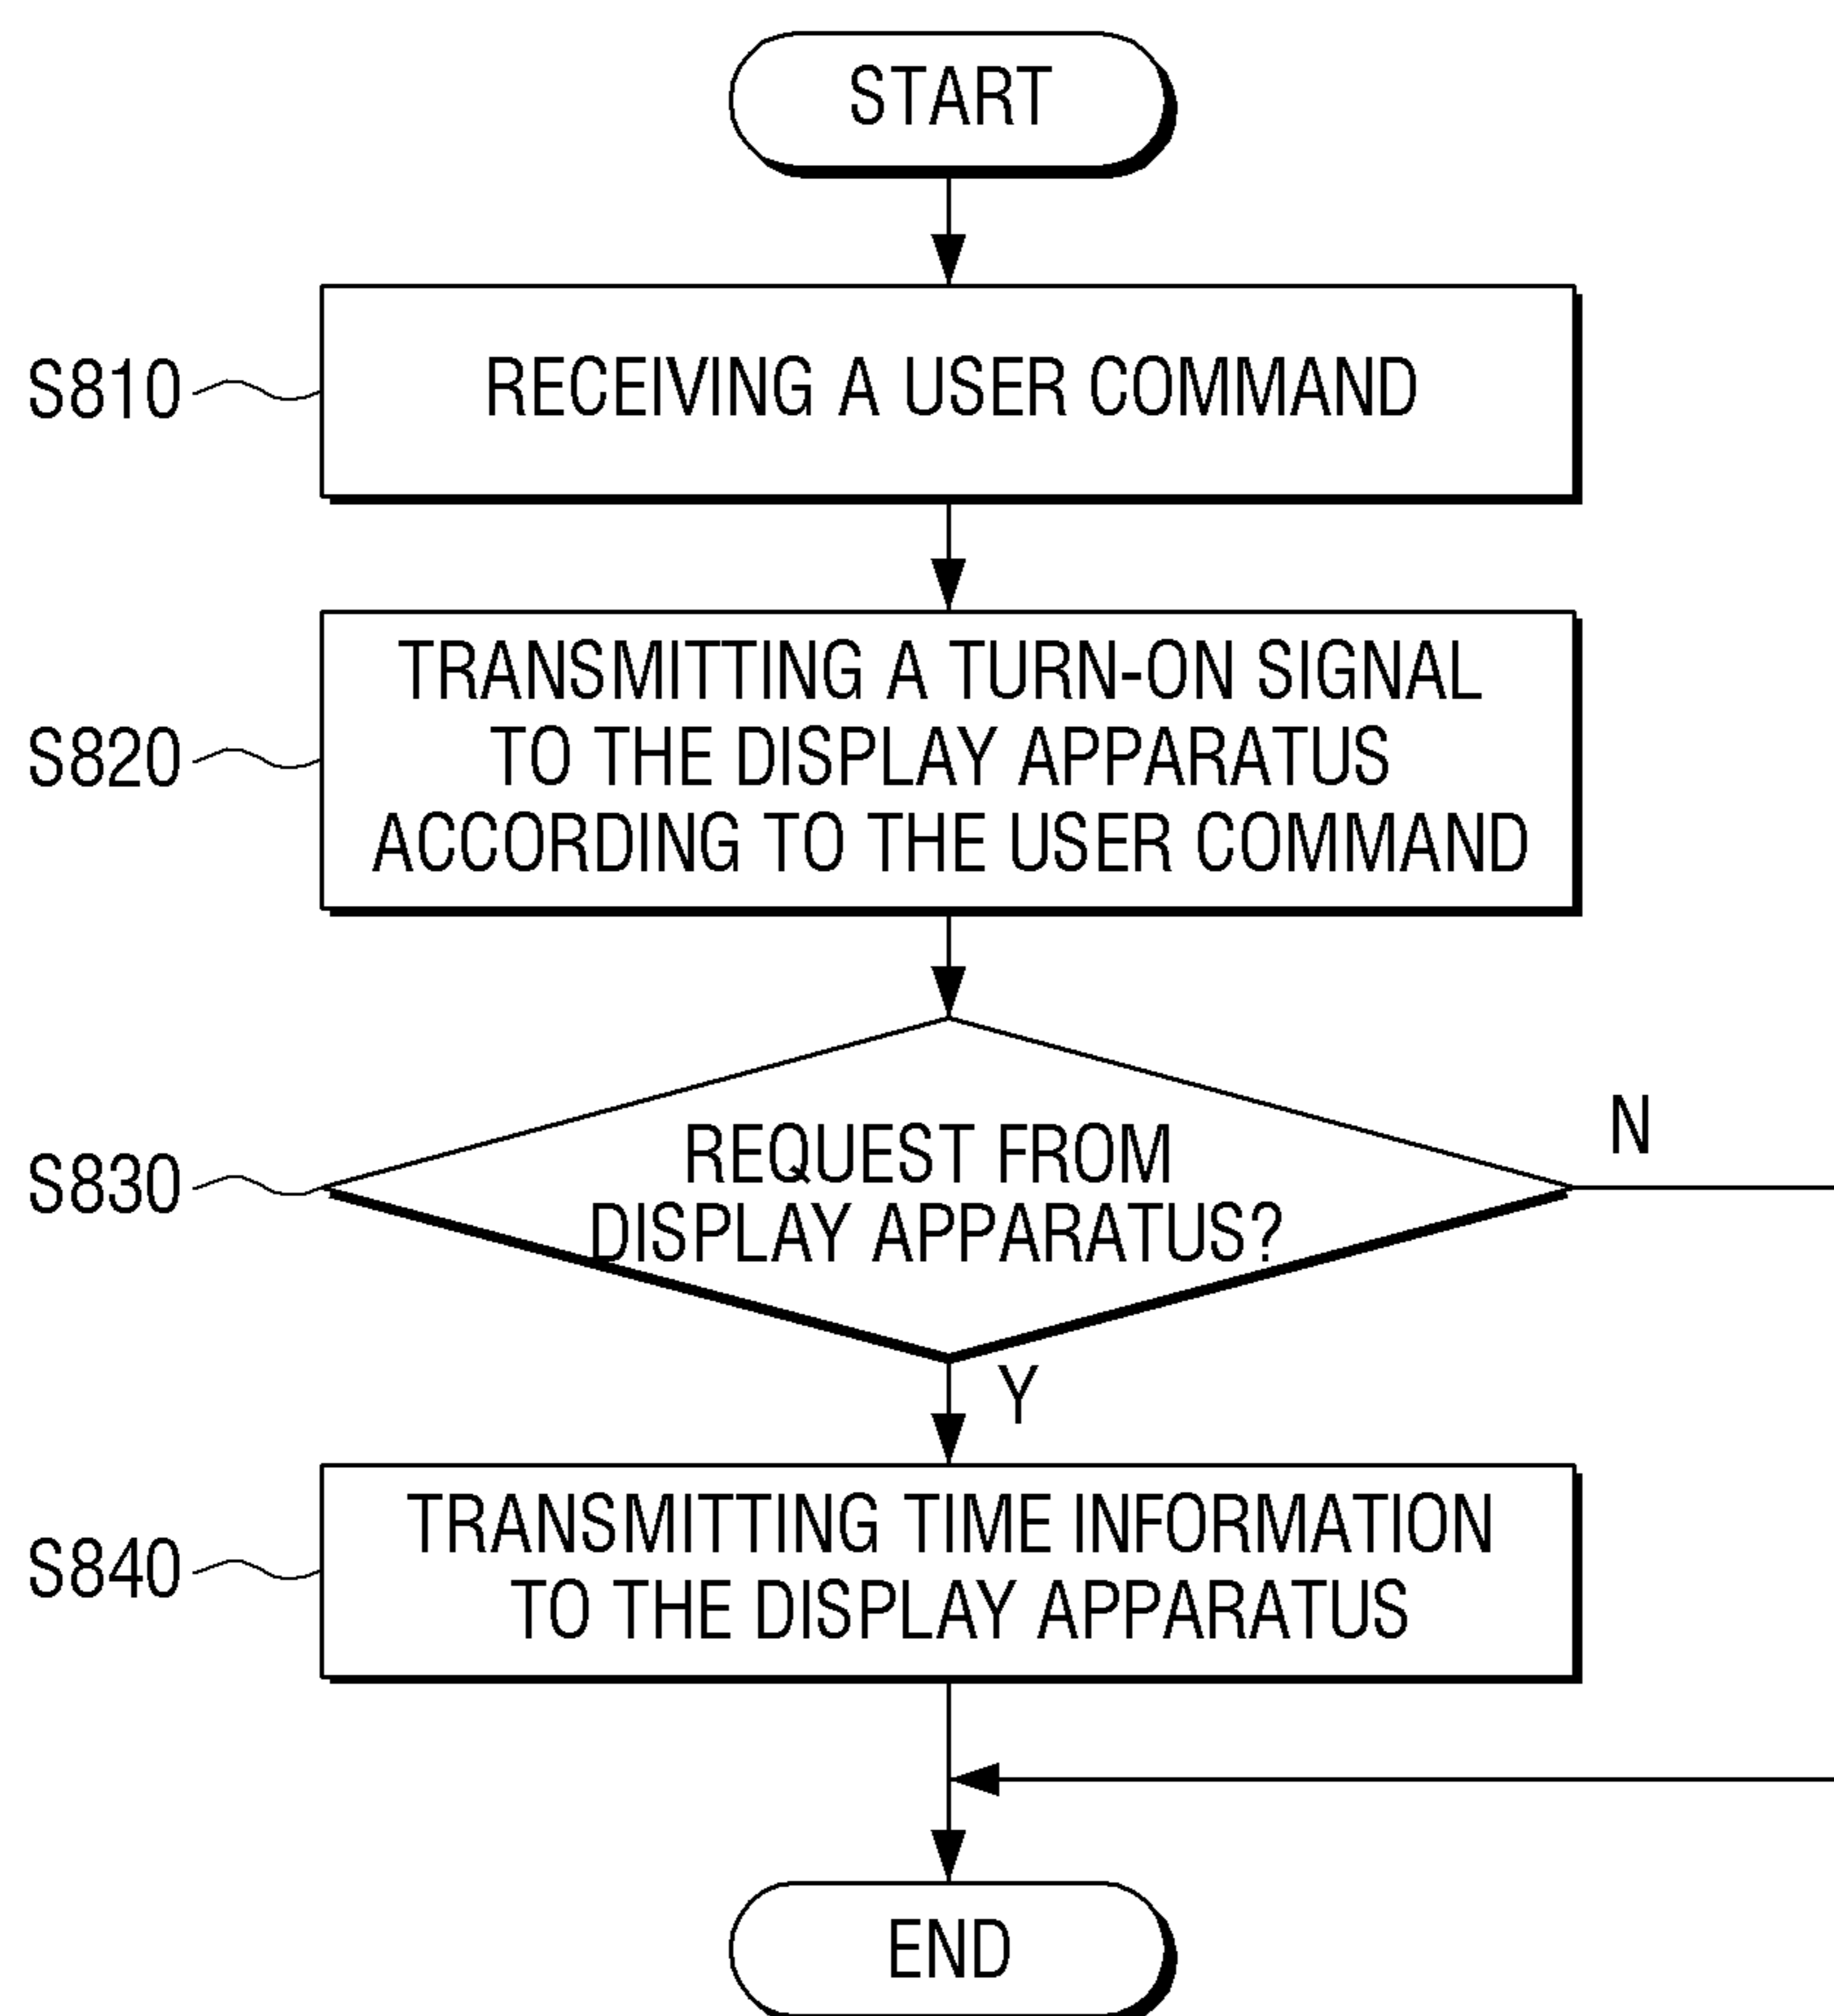 START
S810
RECEIVING A USER COMMAND
S820
TRANSMITTING A TURN-ON SIGNAL
TO THE DISPLAY APPARATUS
ACCORDING TO THE USER COMMAND
S830
REQUEST FROM
DISPLAY APPARATUS?
N
Y
S840
TRANSMITTING TIME INFORMATION
TO THE DISPLAY APPARATUS
END